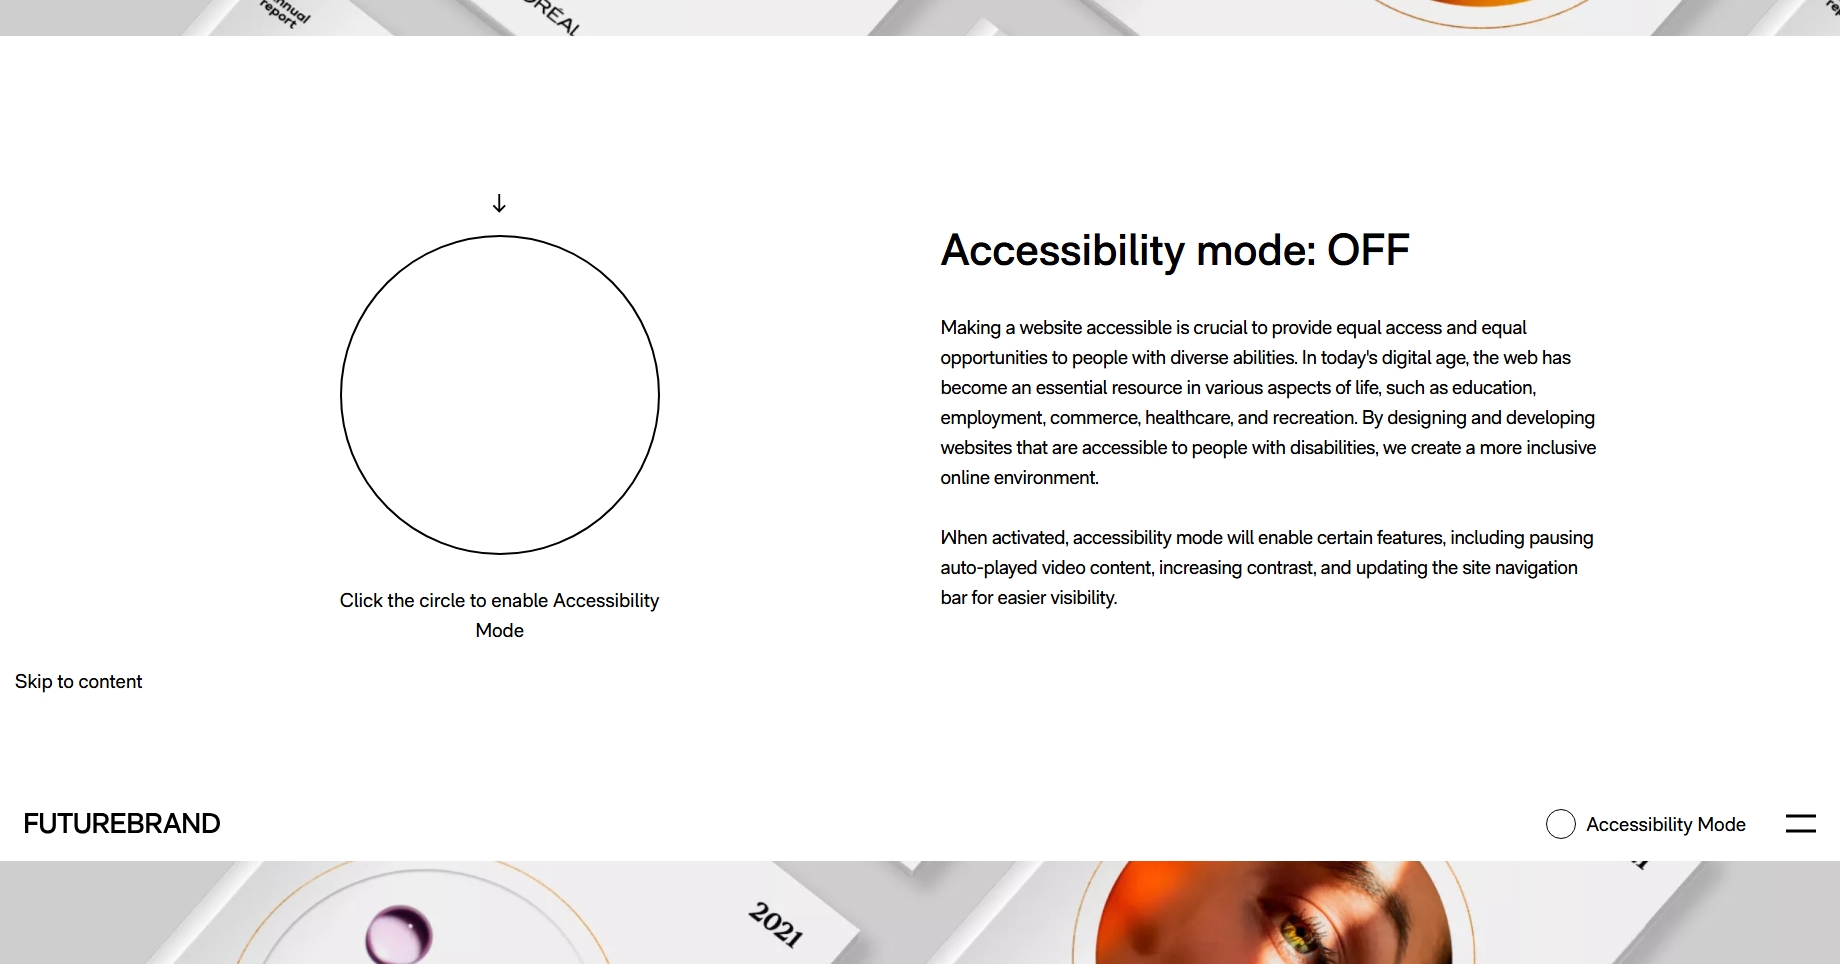 annual
report
ORÉAL
Accessibility mode: OFF
Making a website accessible is crucial to provide equal access and equal
opportunities to people with diverse abilities. In today's digital age, the web has
become an essential resource in various aspects of life, such as education,
employment, commerce, healthcare, and recreation. By designing and developing
websites that are accessible to people with disabilities, we create a more inclusive
online environment.
When activated, accessibility mode will enable certain features, including pausing
auto-played video content, increasing contrast, and updating the site navigation
bar for easier visibility.
Click the circle to enable Accessibility
Mode
Skip to content
FUTUREBRAND
Accessibility Mode
2021